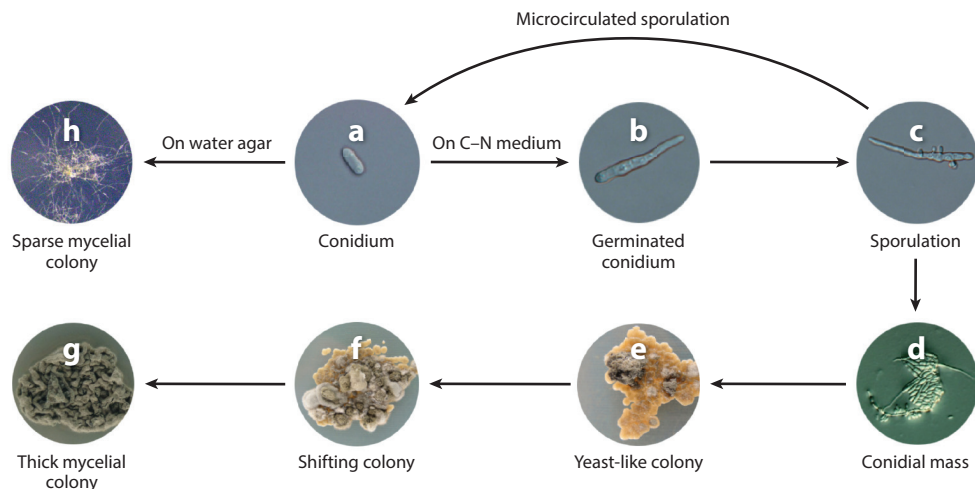 Microcirculated sporulation
h
On water agar
a
On C–N medium
b
c
Sparse mycelial
colony
Conidium
Germinated
conidium
Sporulation
g
f
e
d
Thick mycelial
colony
Shifting colony
Yeast-like colony
Conidial mass